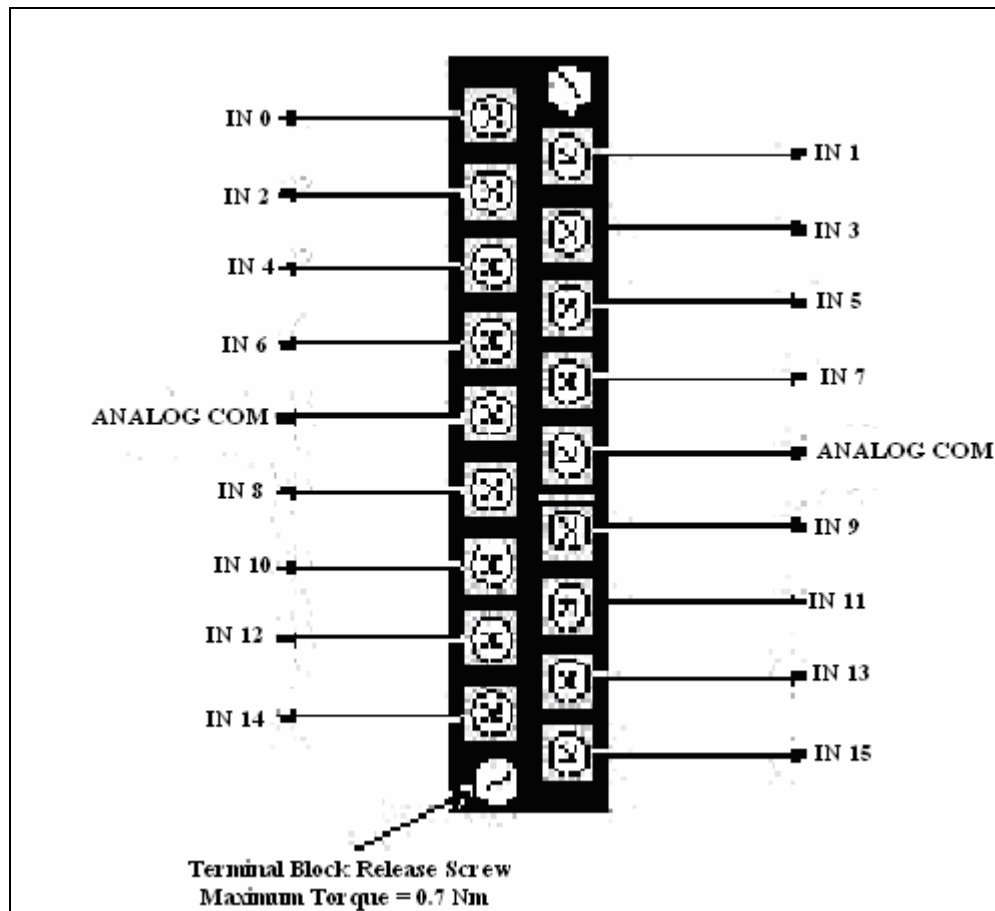 IN 0
IN 1
IN 2
IN 3
IN 4
IN 5
IN 6
IN 7
ANALOG COM
ANALOG COM
IN 8
IN 9
IN 10
IN 11
IN 12
IN 13
IN 14
IN 15
Terminal Block Release Screw
Maximum Torque = 0.7 Nm